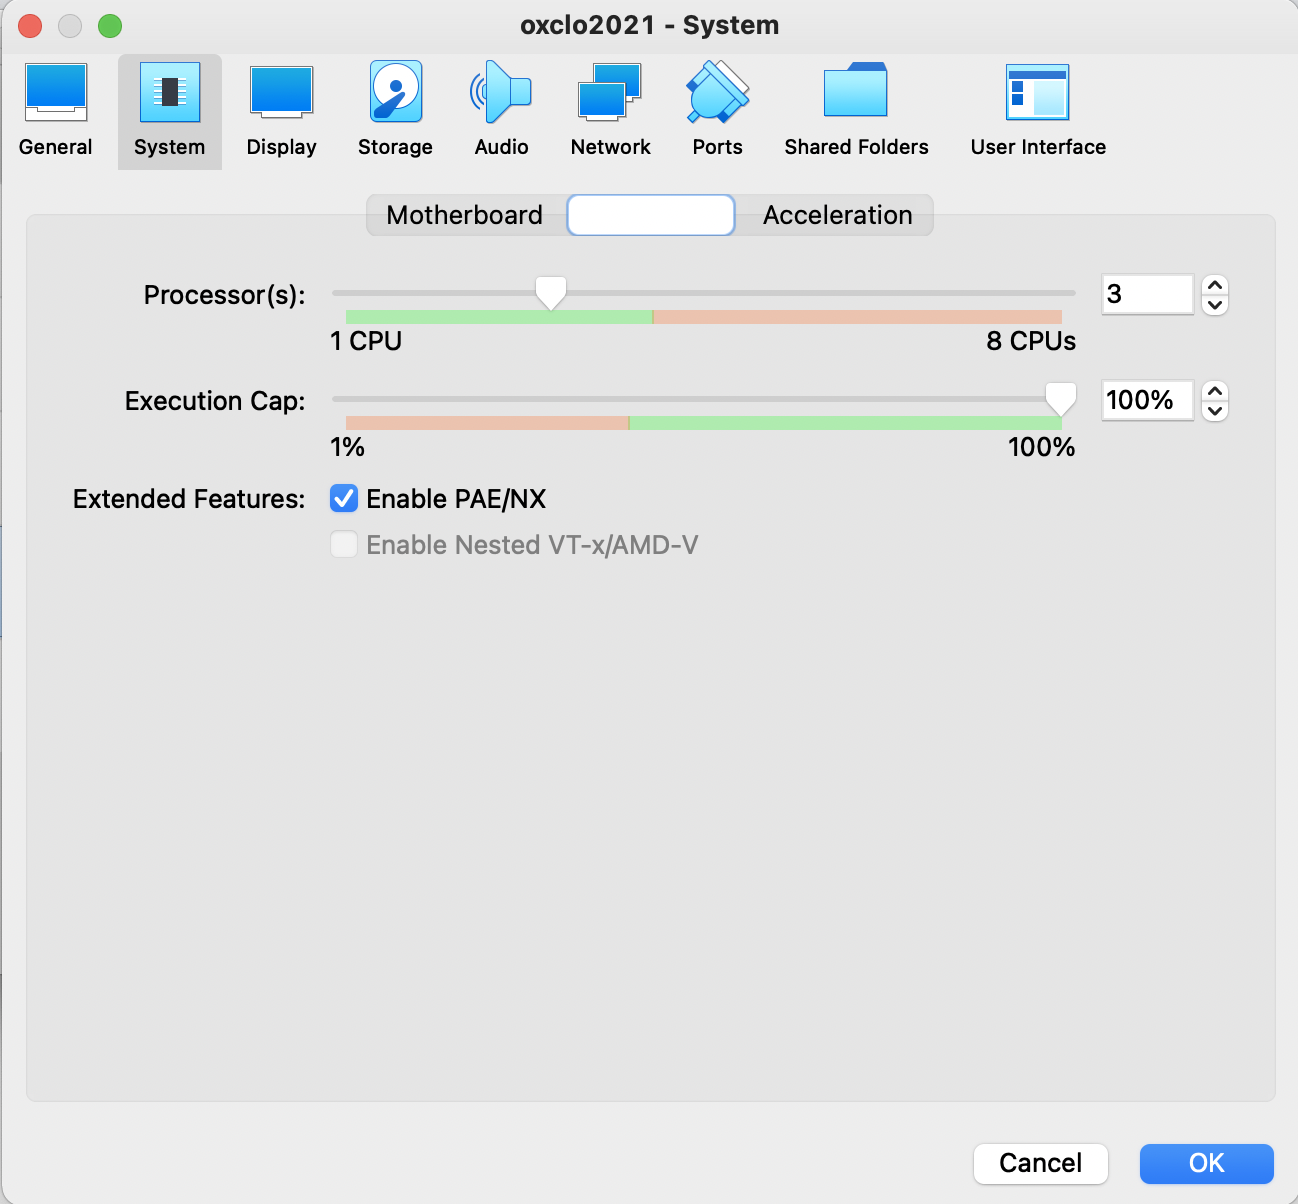 oxclo2021 - System
General System Display Storage Audio Network Ports Shared Folders User Interface
Motherboard Acceleration
Processor(s): 3
1 CPU 8 CPUs
Execution Cap: 100%
1% 100%
Extended Features: Enable PAE/NX
Enable Nested VT-x/AMD-V
Cancel OK